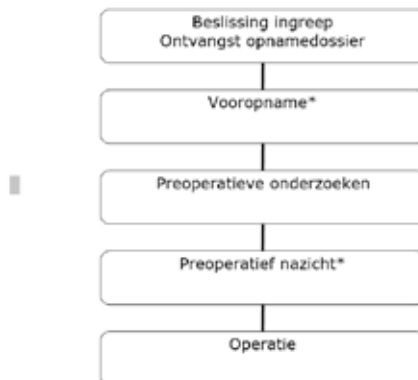 Beslissing ingreep
Ontvangst opnamedossier
Vooropname*
Preoperatieve onderzoeken
Preoperatief nazicht*
Operatie